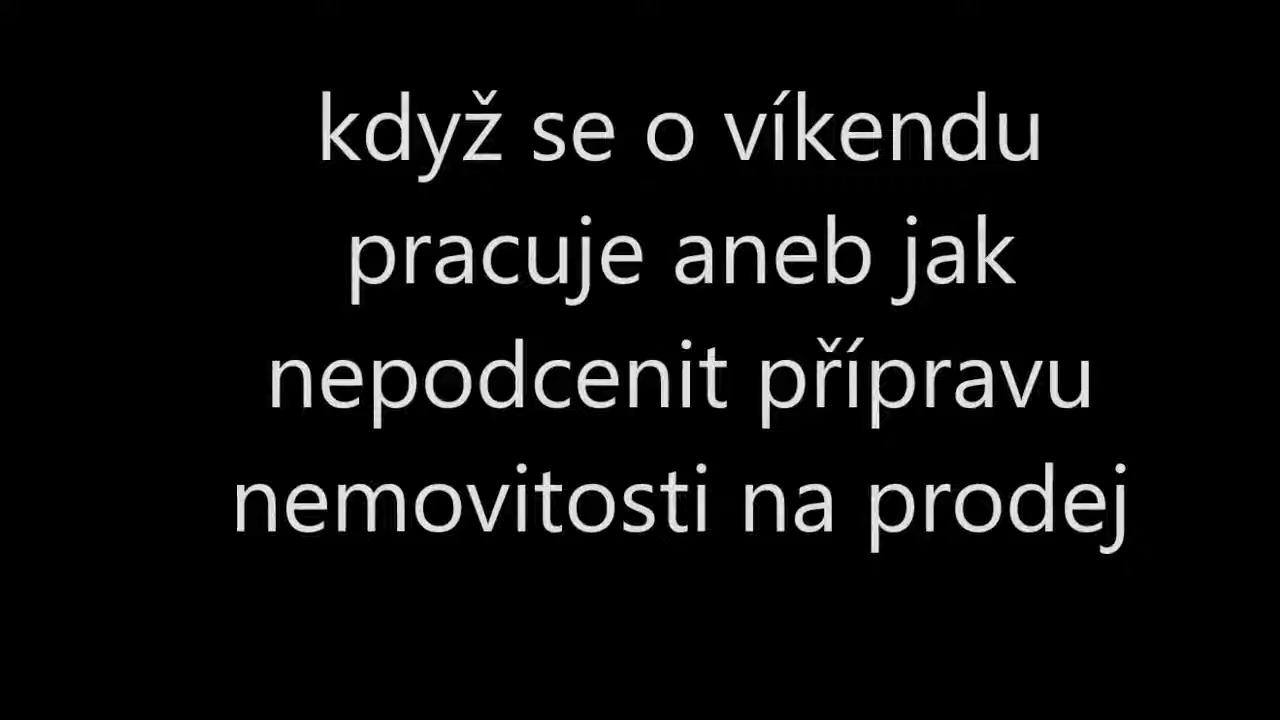 když se o víkendu
pracuje aneb jak
nepodcenit přípravu
nemovitosti na prodej